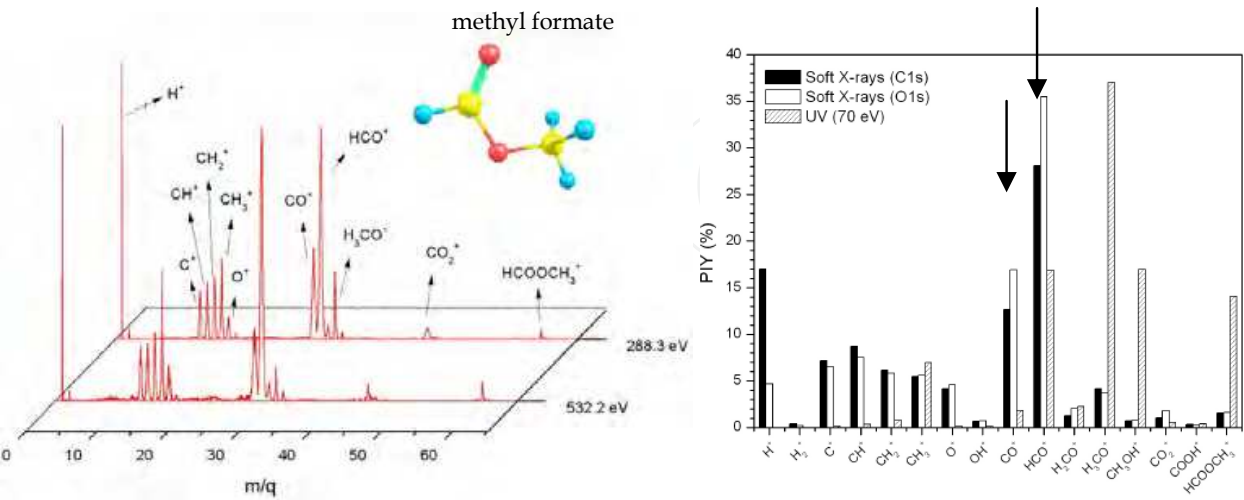 methyl formate
H⁺
HCO⁺
CH₂⁺
CH⁺
CH₃⁺
CO⁺
H₃CO⁺
C⁺
O⁺
CO₂⁺
HCOOCH₃⁺
288.3 eV
532.2 eV
0 10 20 30 40 50 60
m/q
Soft X-rays (C1s)
Soft X-rays (O1s)
UV (70 eV)
PIY (%)
40
35
30
25
20
15
10
5
0
H⁺ H₂⁺ C⁺ CH⁺ CH₂⁺ CH₃⁺ O⁺ OH⁺ CO⁺ HCO⁺ H₂CO⁺ H₃CO⁺ CH₃OH⁺ CO₂⁺ COOH⁺ HCOOCH₃⁺